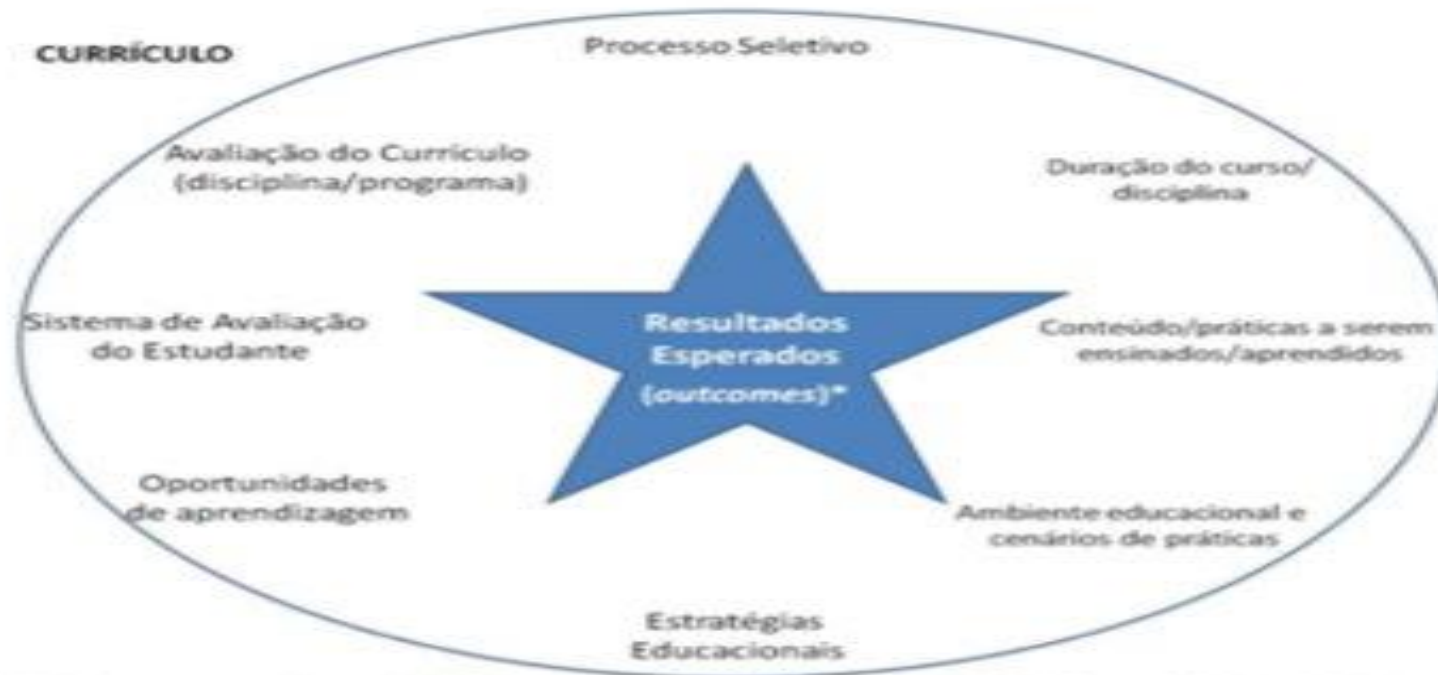 CURRÍCULO
Processo Seletivo
Avaliação do Currículo
(disciplina/programa)
Duração do curso/
disciplina
Sistema de Avaliação
do Estudante
Resultados
Esperados
(outcomes)*
Conteúdo/práticas a serem
ensinados/aprendidos
Oportunidades
de aprendizagem
Ambiente educacional e
cenários de práticas
Estratégias
Educacionais